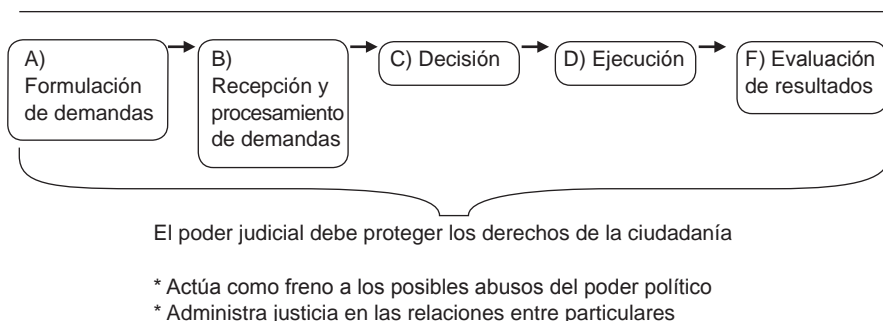 A)
Formulación
de demandas
B)
Recepción y
procesamiento
de demandas
C) Decisión
D) Ejecución
F) Evaluación
de resultados
El poder judicial debe proteger los derechos de la ciudadanía
* Actúa como freno a los posibles abusos del poder político
* Administra justicia en las relaciones entre particulares